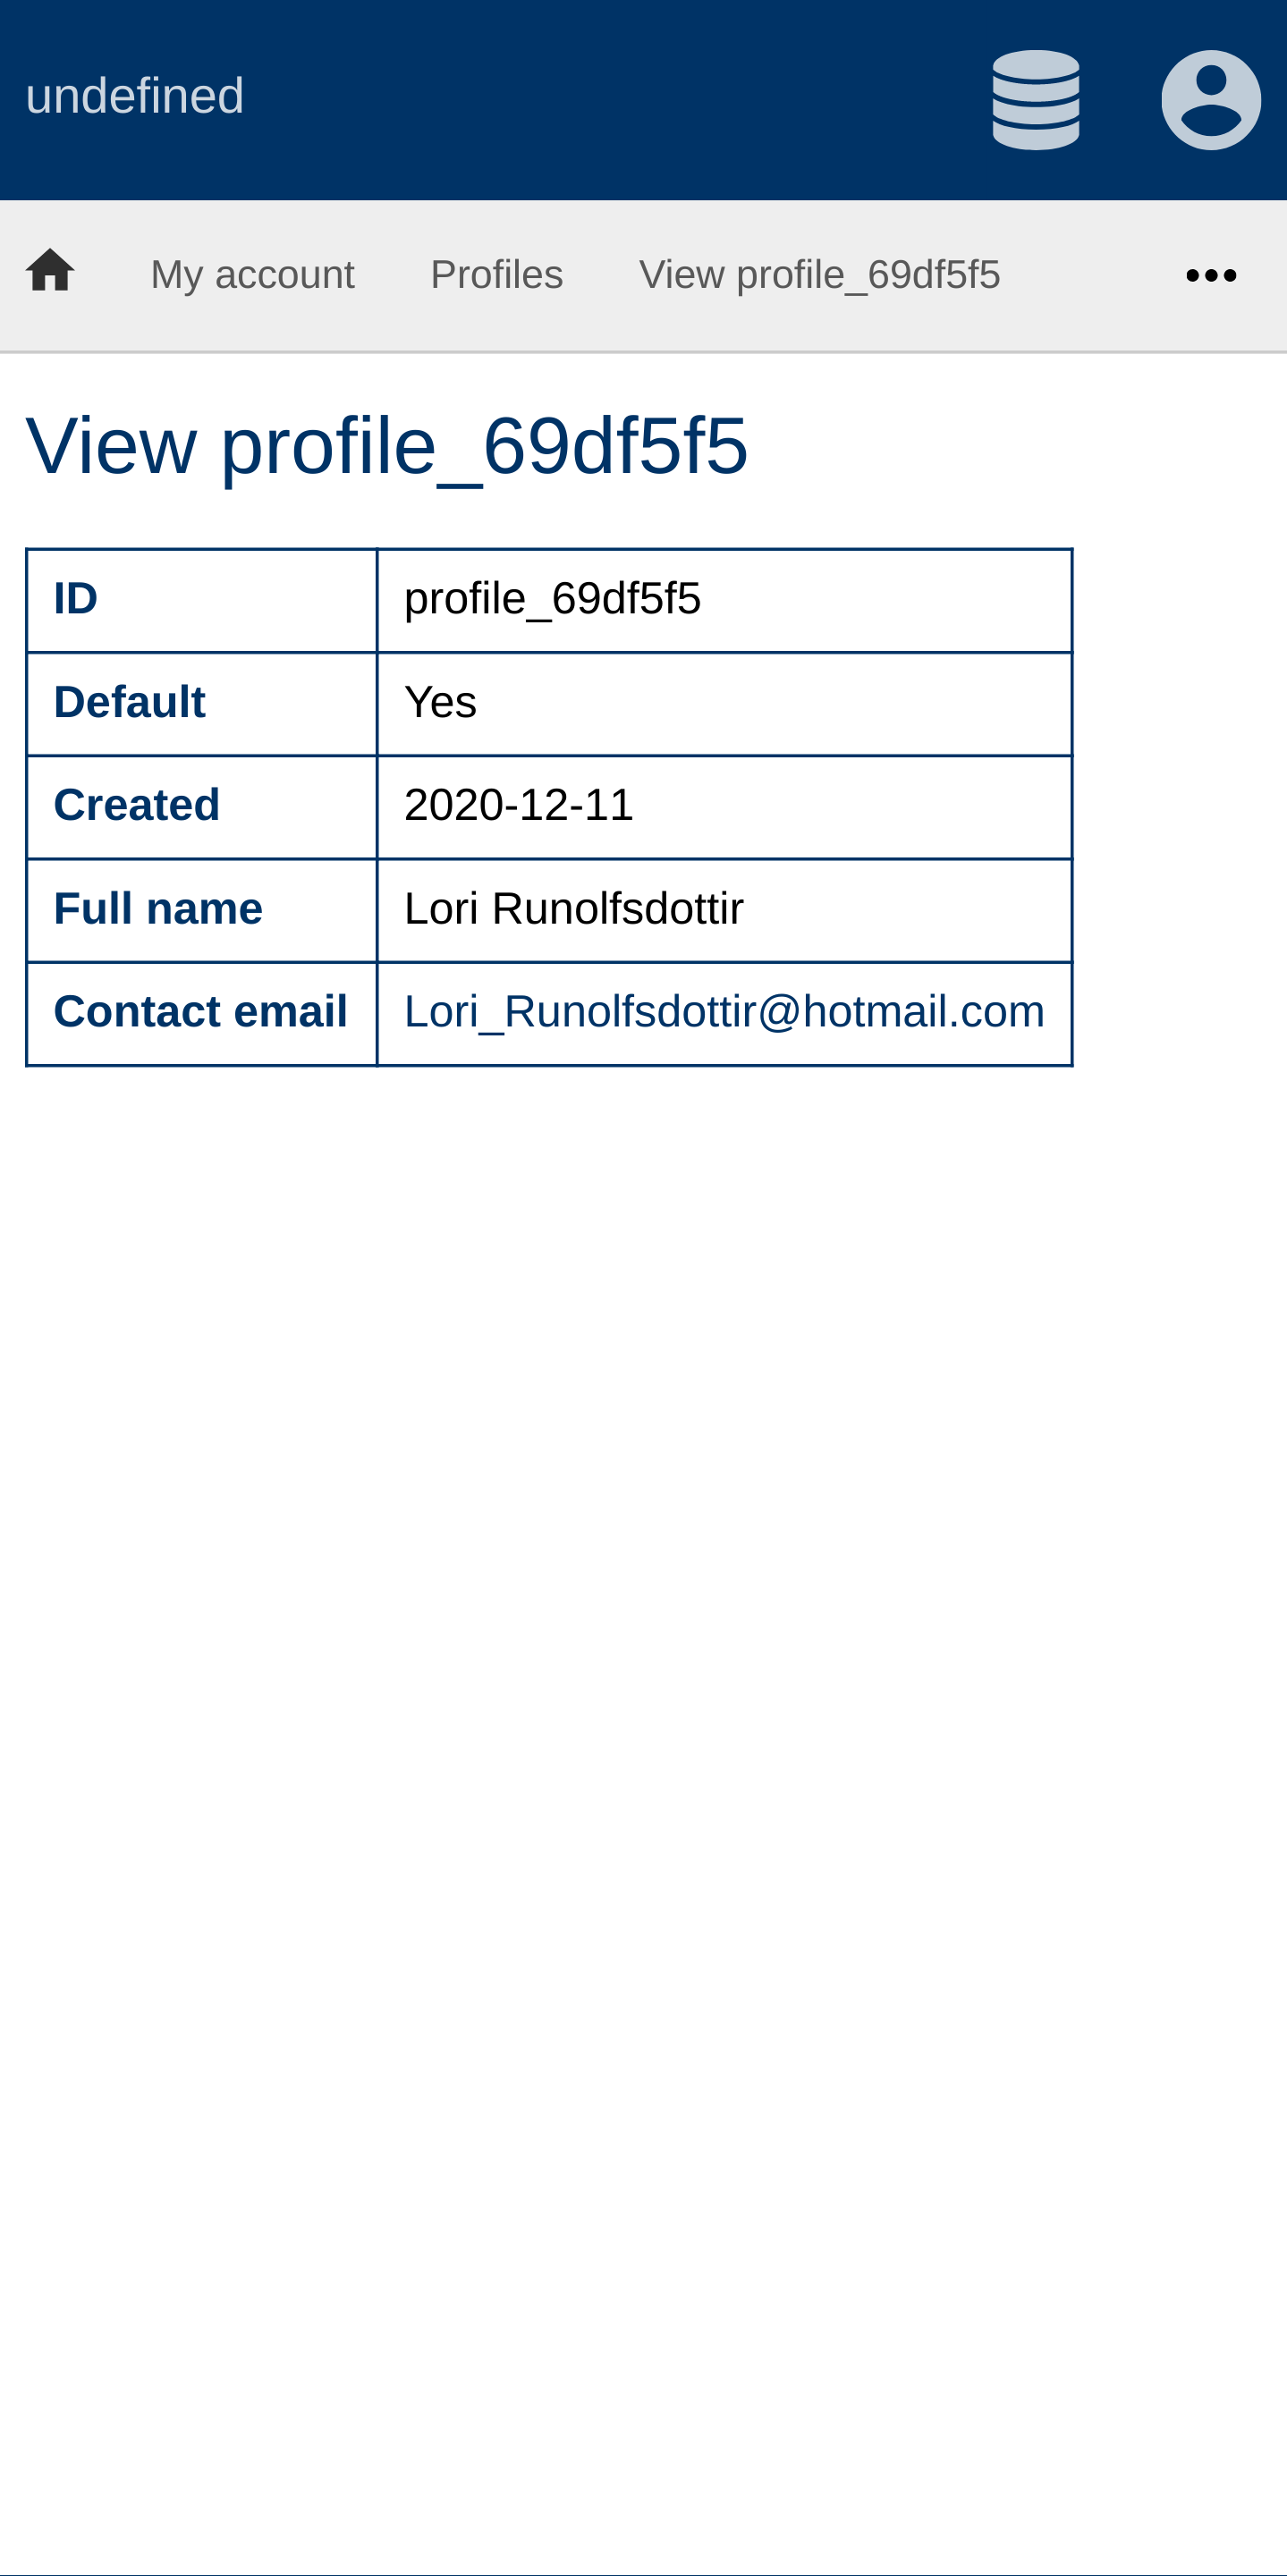 undefined
My account Profiles View profile_69df5f5
View profile_69df5f5
ID profile_69df5f5
Default Yes
Created 2020-12-11
Full name Lori Runolfsdottir
Contact email Lori_Runolfsdottir@hotmail.com